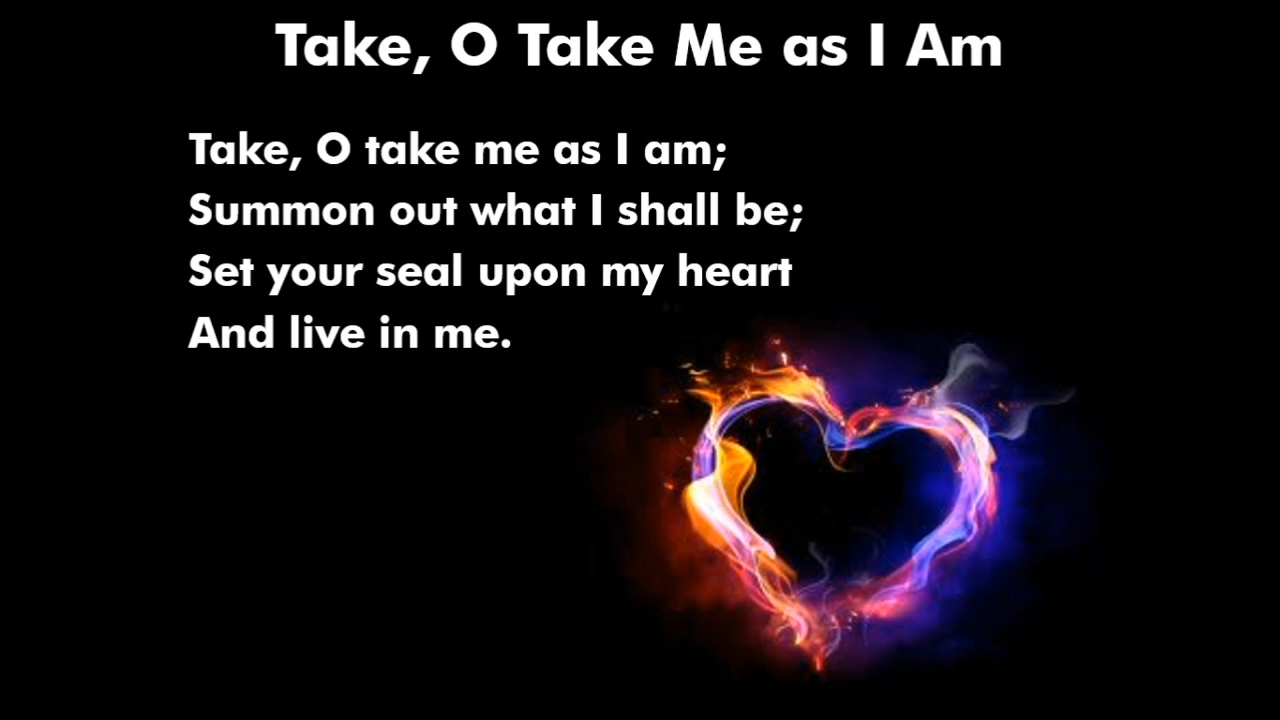 Take, O Take Me as I Am
Take, O take me as I am;
Summon out what I shall be;
Set your seal upon my heart
And live in me.